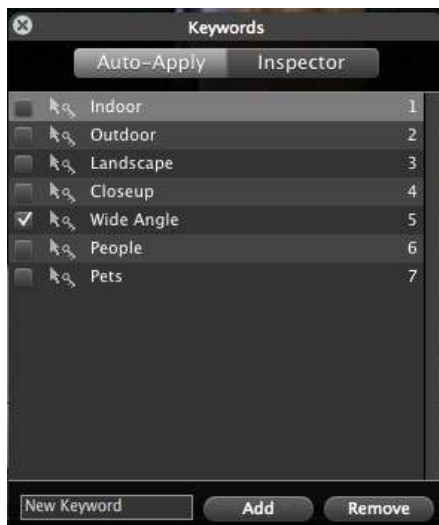 Keywords
Auto-Apply Inspector
Indoor 1
Outdoor 2
Landscape 3
Closeup 4
Wide Angle 5
People 6
Pets 7
New Keyword Add Remove